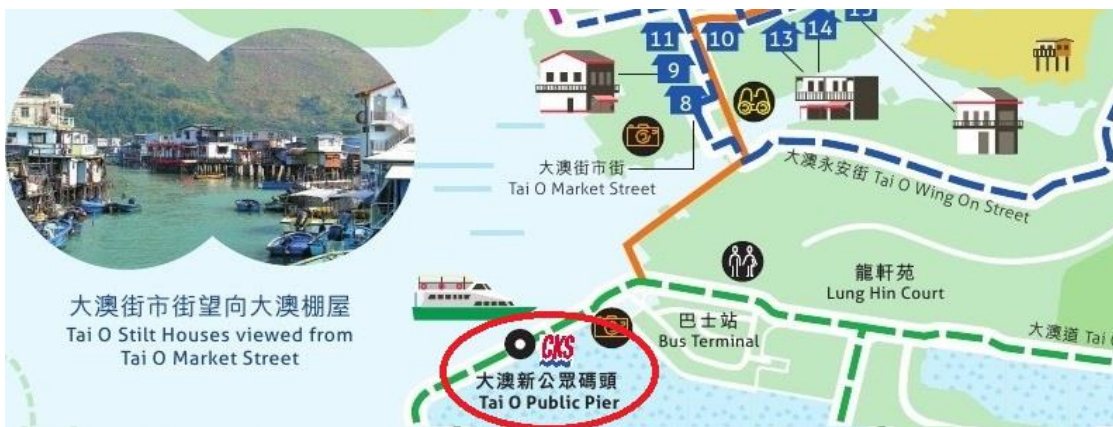 11
10
13
14
9
8
大澳街市街
Tai O Market Street
大澳永安街 Tai O Wing On Street
龍軒苑
Lung Hin Court
大澳街市街望向大澳棚屋
Tai O Stilt Houses viewed from
Tai O Market Street
巴士站
Bus Terminal
大澳道 Tai
CKS
大澳新公眾碼頭
Tai O Public Pier